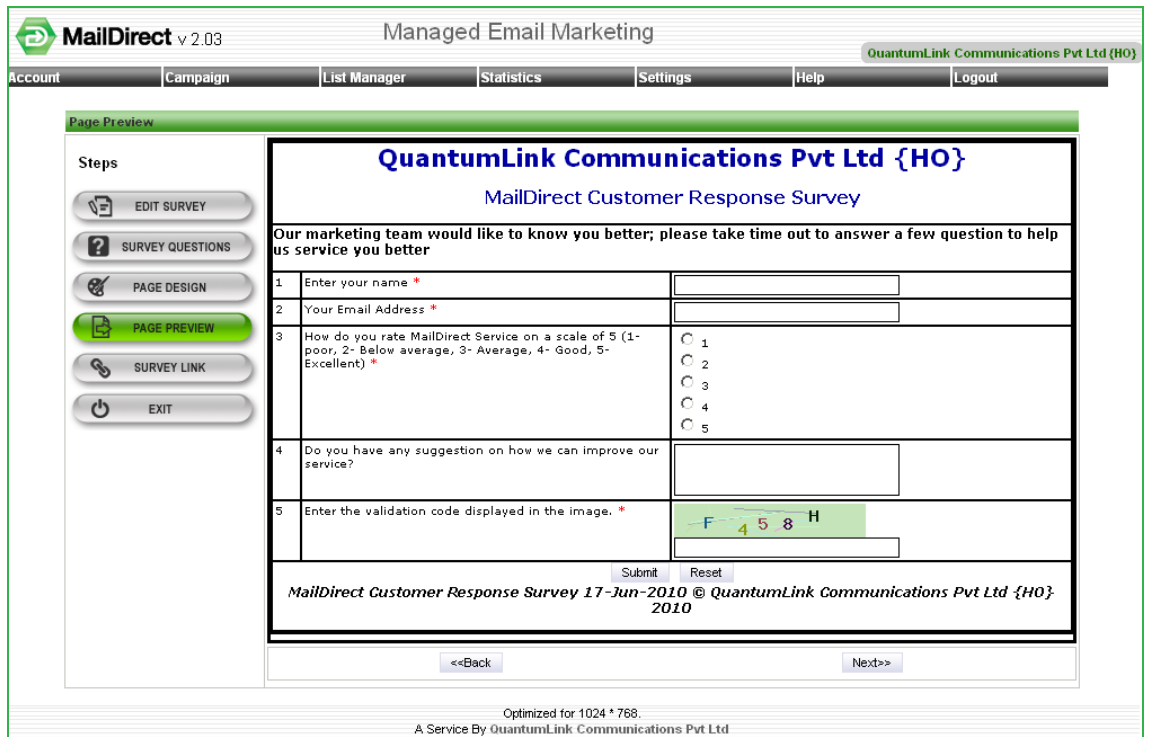 MailDirect v 2.03
Managed Email Marketing
QuantumLink Communications Pvt Ltd {HO}
Account Campaign List Manager Statistics Settings Help Logout
Page Preview
Steps
EDIT SURVEY
SURVEY QUESTIONS
PAGE DESIGN
PAGE PREVIEW
SURVEY LINK
EXIT
QuantumLink Communications Pvt Ltd {HO}
MailDirect Customer Response Survey
Our marketing team would like to know you better; please take time out to answer a few question to help
us service you better
1 Enter your name *
2 Your Email Address *
3 How do you rate MailDirect Service on a scale of 5 (1-
poor, 2- Below average, 3- Average, 4- Good, 5-
Excellent) *
1
2
3
4
5
4 Do you have any suggestion on how we can improve our
service?
5 Enter the validation code displayed in the image. *
F 4 5 8 H
Submit Reset
MailDirect Customer Response Survey 17-Jun-2010 © QuantumLink Communications Pvt Ltd {HO}
2010
<<Back Next>>
Optimized for 1024 * 768.
A Service By QuantumLink Communications Pvt Ltd